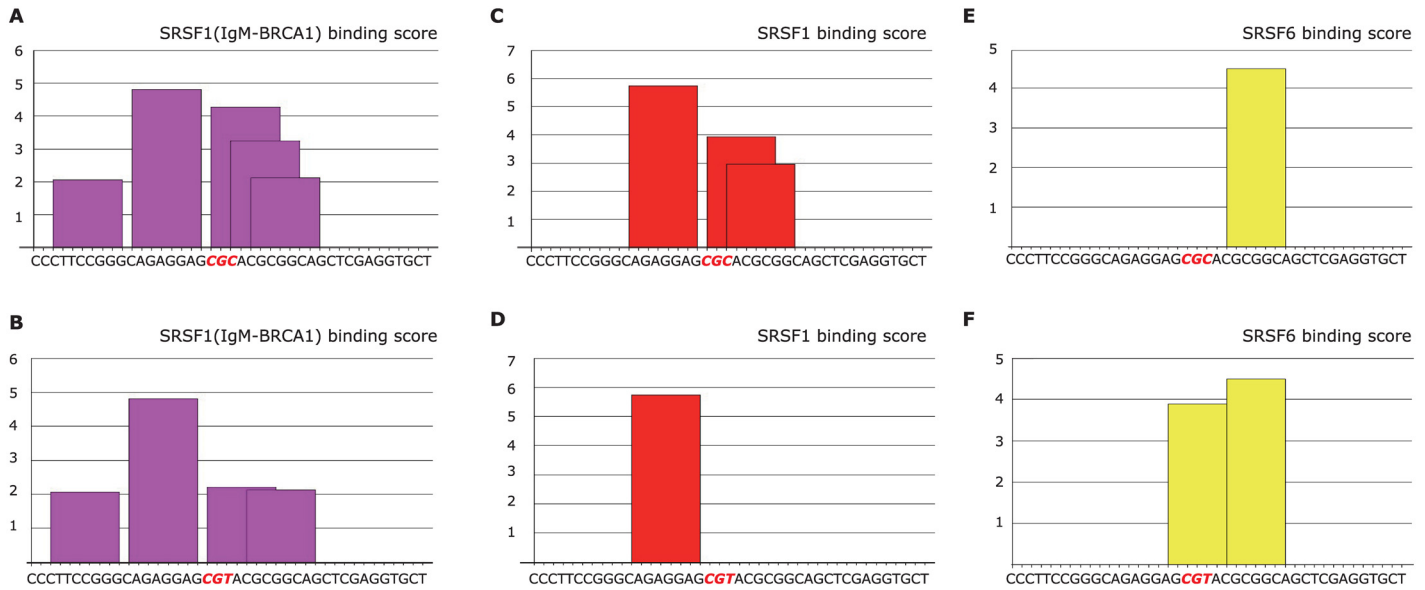 A
SRSF1(IgM-BRCA1) binding score
6
5
4
3
2
1
CCCTTCCGGGCAGAGGAGCGCACGCGGCAGCTCGAGGTGCT
C
SRSF1 binding score
7
6
5
4
3
2
1
CCCTTCCGGGCAGAGGAGCGCACGCGGCAGCTCGAGGTGCT
E
SRSF6 binding score
5
4
3
2
1
CCCTTCCGGGCAGAGGAGCGCACGCGGCAGCTCGAGGTGCT
B
SRSF1(IgM-BRCA1) binding score
6
5
4
3
2
1
CCCTTCCGGGCAGAGGAGCGTACGCGGCAGCTCGAGGTGCT
D
SRSF1 binding score
7
6
5
4
3
2
1
CCCTTCCGGGCAGAGGAGCGTACGCGGCAGCTCGAGGTGCT
F
SRSF6 binding score
5
4
3
2
1
CCCTTCCGGGCAGAGGAGCGTACGCGGCAGCTCGAGGTGCT